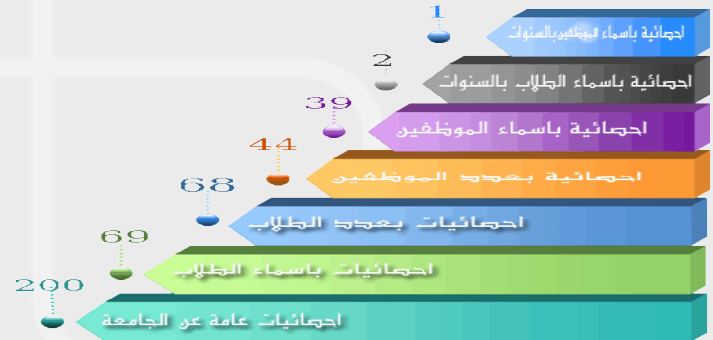 1
احصائية باسماء الموظفين بالسنوات
2
احصائية باسماء الطلاب بالسنوات
39
احصائية باسماء الموظفين
44
احصائية بعدد الموظفين
68
احصائيات بعدد الطلاب
69
احصائيات باسماء الطلاب
200
احصائيات عامة عن الجامعة